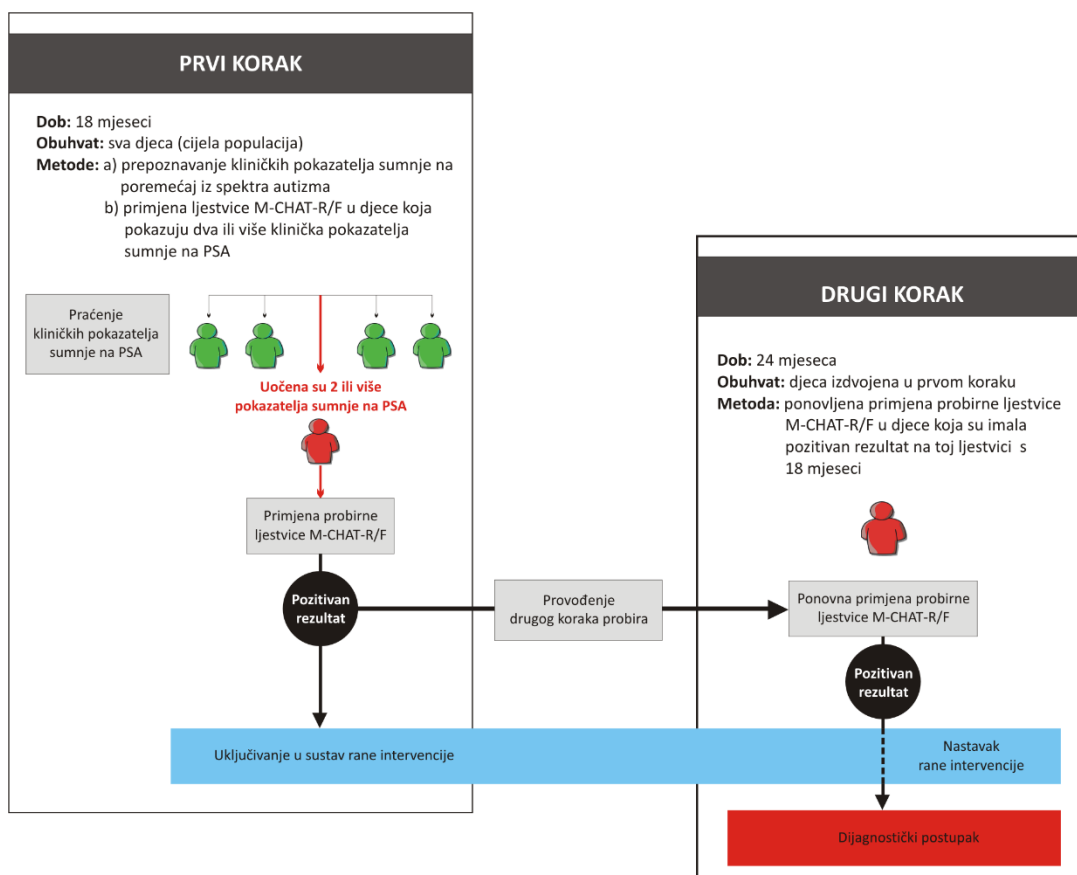 PRVI KORAK
Dob: 18 mjeseci
Obuhvat: sva djeca (cijela populacija)
Metode: a) prepoznavanje kliničkih pokazatelja sumnje na
poremećaj iz spektra autizma
b) primjena ljestvice M-CHAT-R/F u djece koja
pokazuju dva ili više klinička pokazatelja
sumnje na PSA
Praćenje
kliničkih pokazatelja
sumnje na PSA
Uočena su 2 ili više
pokazatelja sumnje na PSA
Primjena probirne
ljestvice M-CHAT-R/F
Pozitivan
rezultat
Provođenje
drugog koraka probira
DRUGI KORAK
Dob: 24 mjeseca
Obuhvat: djeca izdvojena u prvom koraku
Metoda: ponovljena primjena probirne ljestvice
M-CHAT-R/F u djece koja su imala
pozitivan rezultat na toj ljestvici s
18 mjeseci
Ponovna primjena probirne
ljestvice M-CHAT-R/F
Pozitivan
rezultat
Uključivanje u sustav rane intervencije
Nastavak
rane intervencije
Dijagnostički postupak